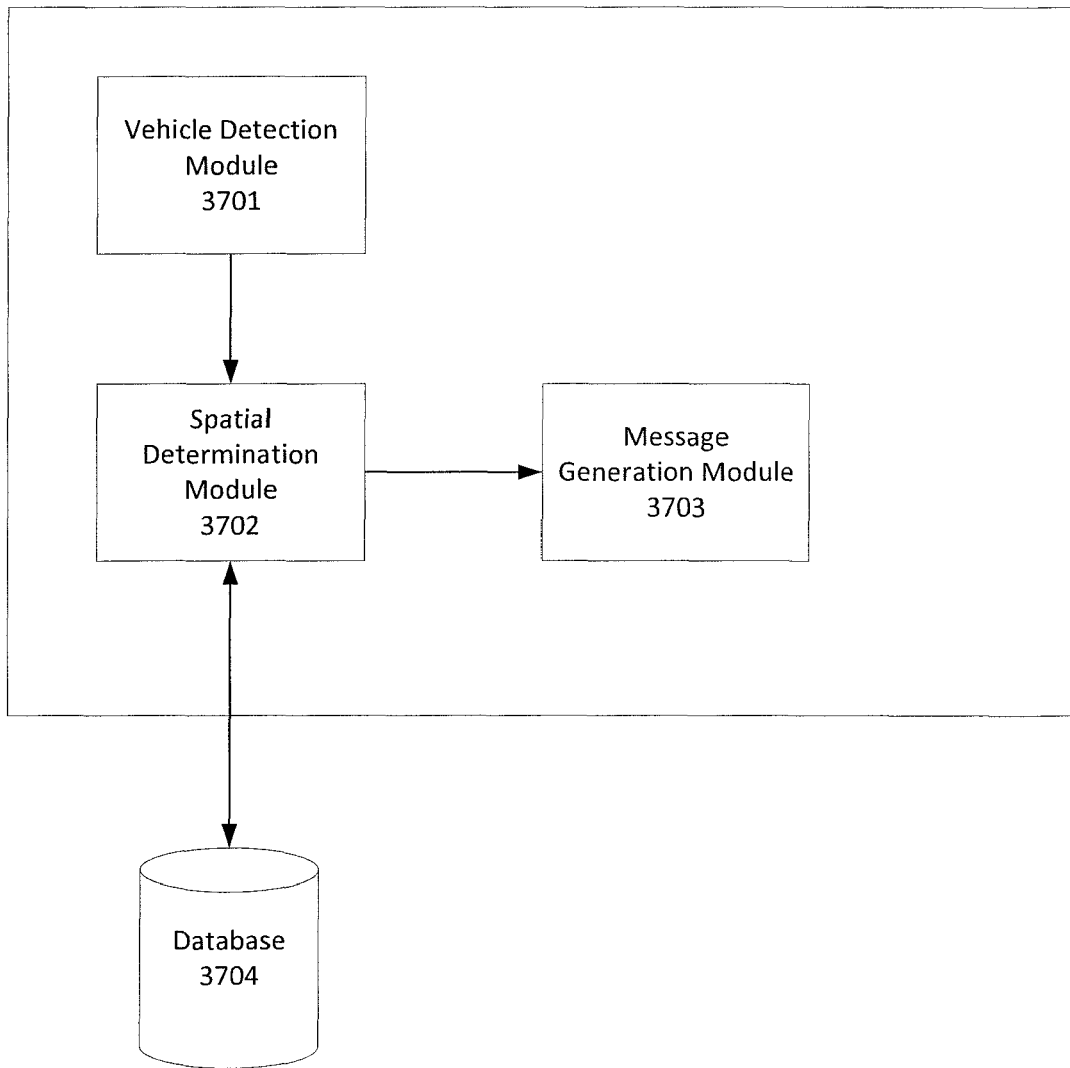 Vehicle Detection
Module
3701
Spatial
Determination
Module
3702
Message
Generation Module
3703
Database
3704